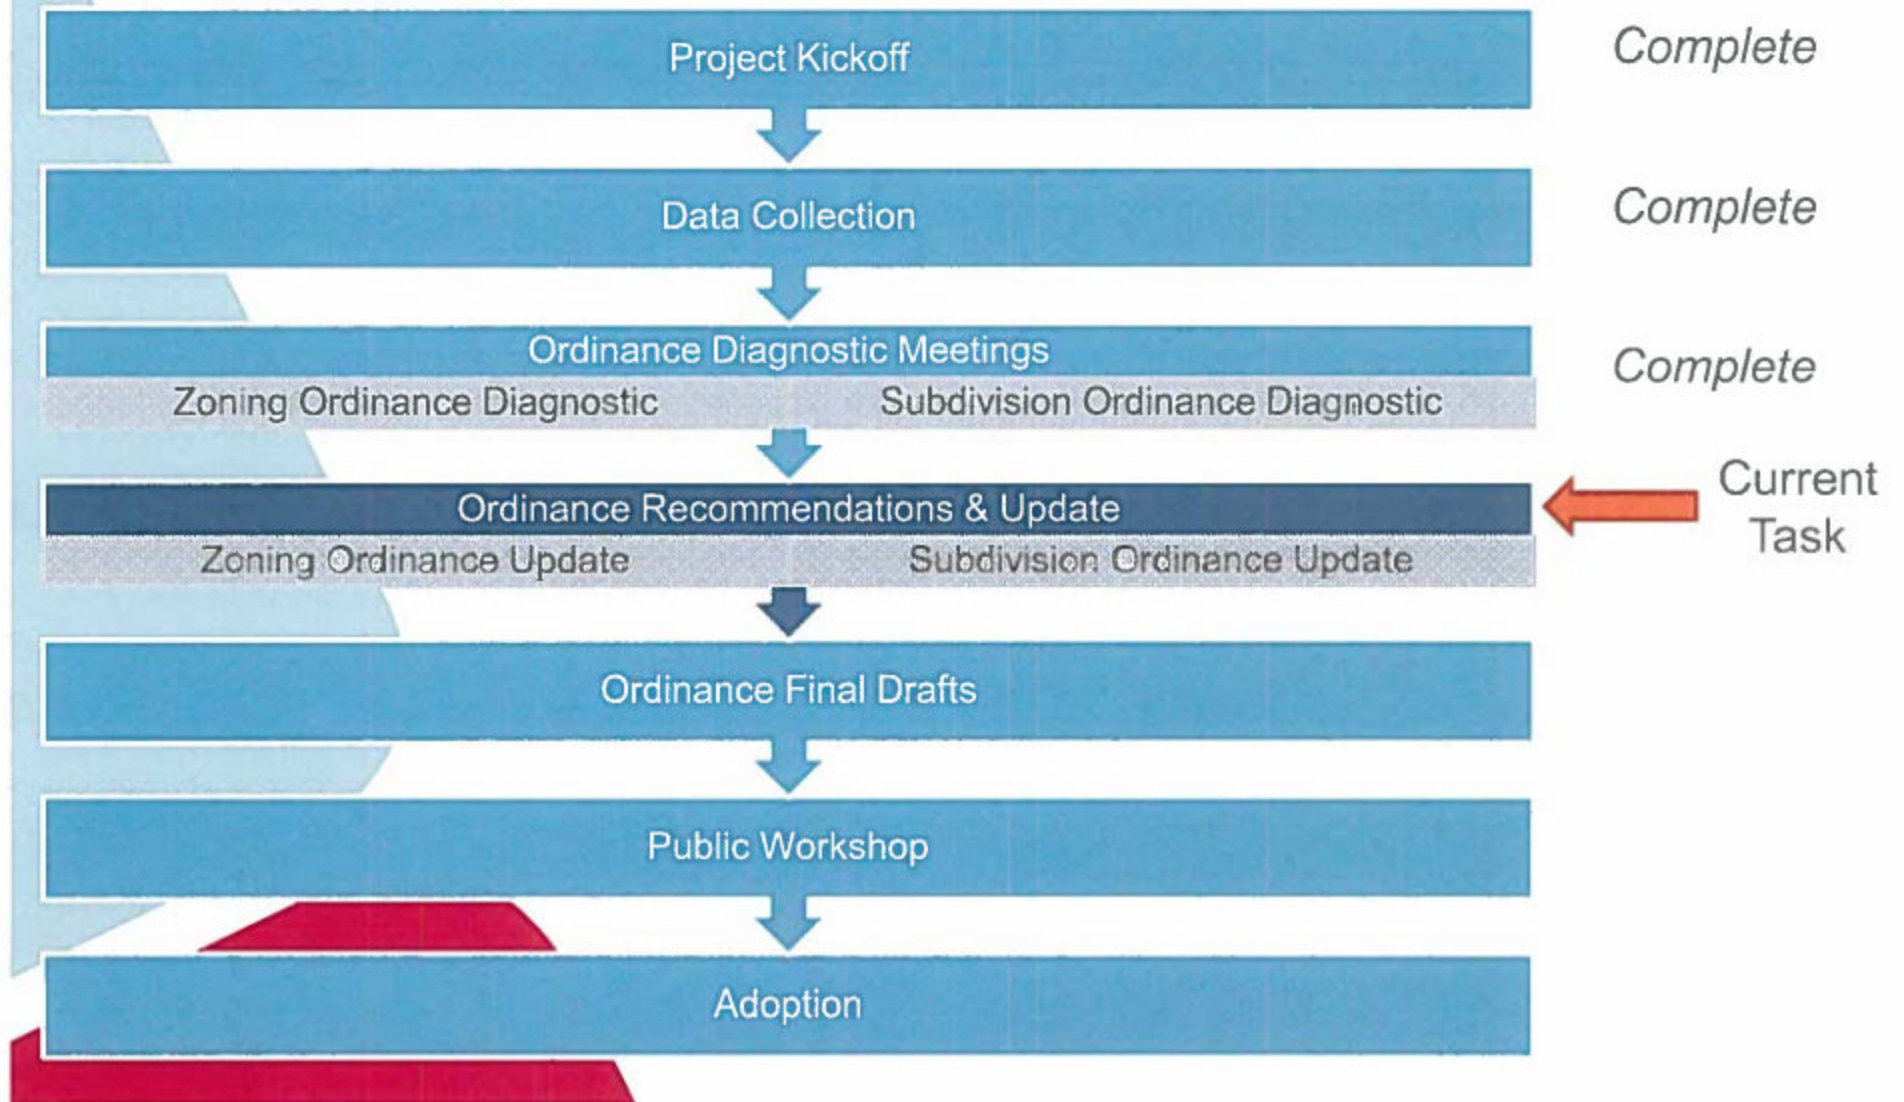 Project Kickoff
Complete
Data Collection
Complete
Ordinance Diagnostic Meetings
Complete
Zoning Ordinance Diagnostic
Subdivision Ordinance Diagnostic
Ordinance Recommendations & Update
Current
Task
Zoning Ordinance Update
Subdivision Ordinance Update
Ordinance Final Drafts
Public Workshop
Adoption